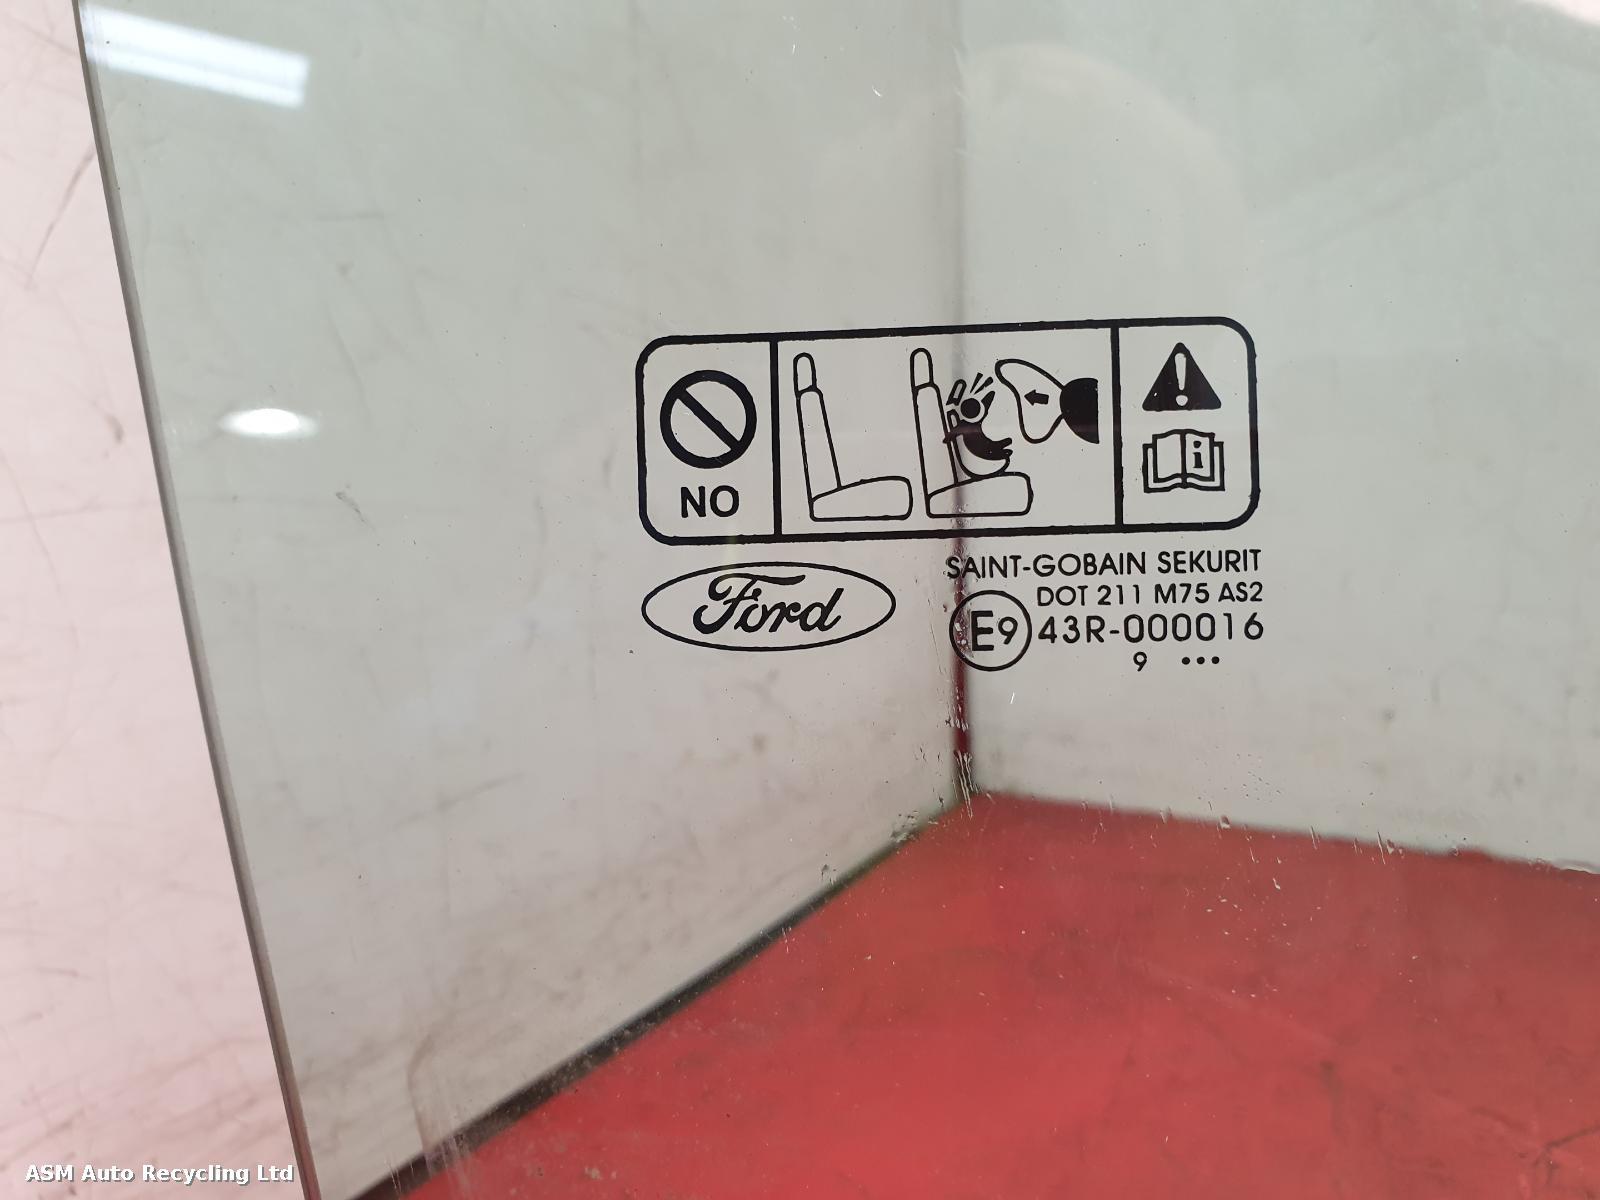 NO
Ford
SAINT-GOBAIN SEKURIT
DOT 211 M75 AS2
E9 43R-000016
9 •••
ASM Auto Recycling Ltd